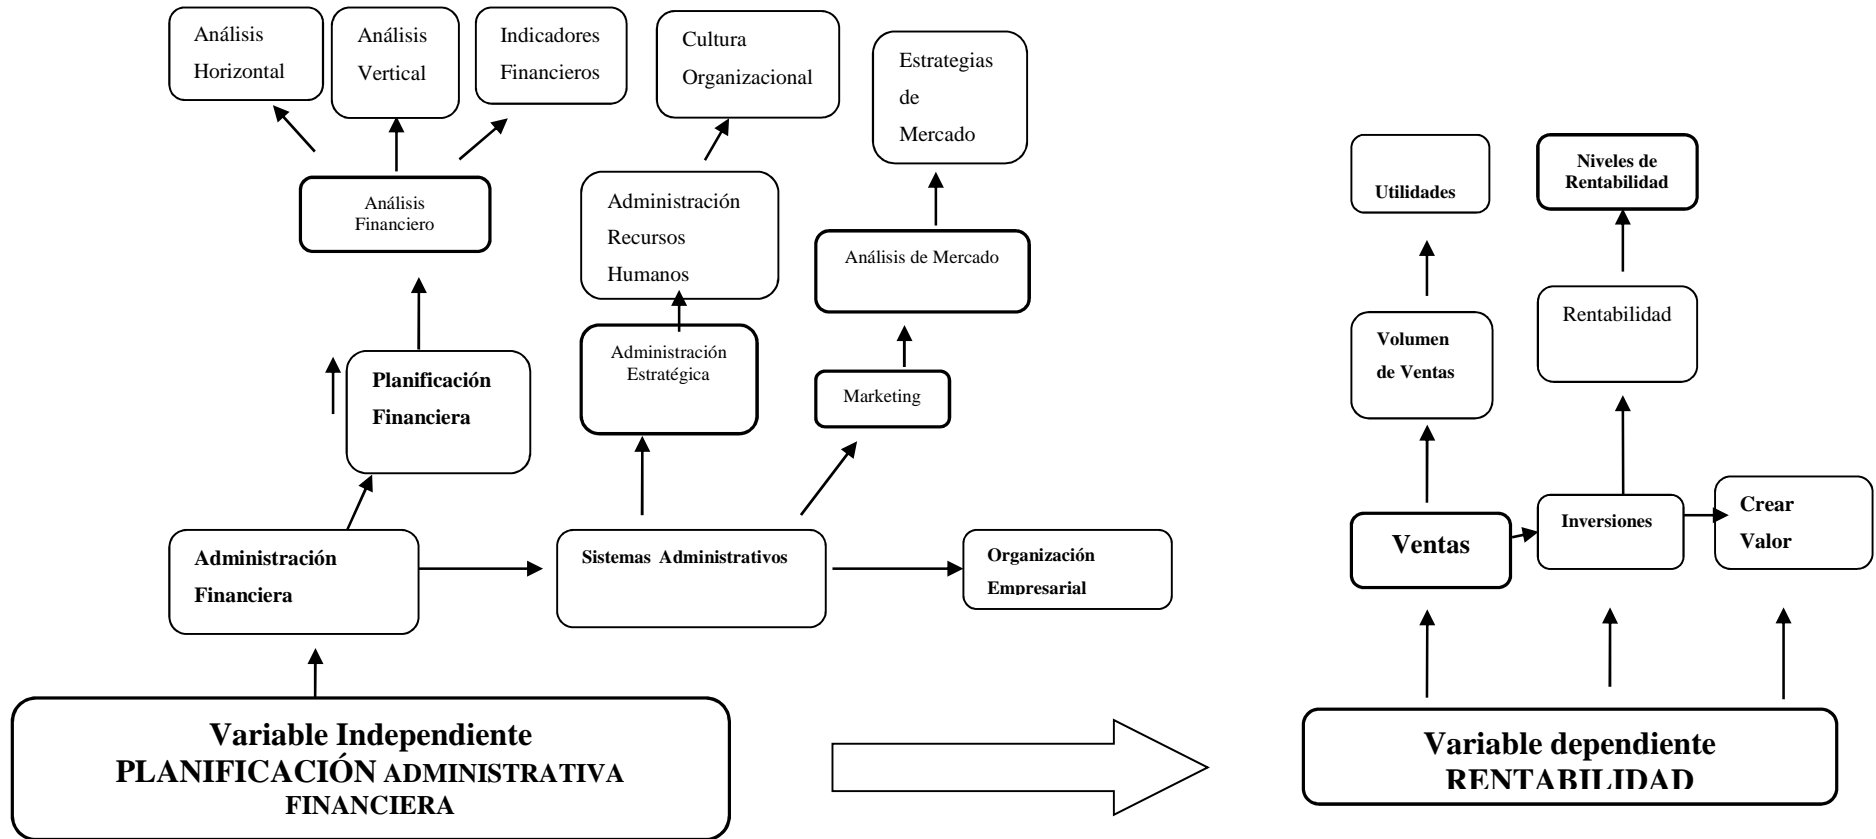 Análisis
Horizontal
Análisis
Vertical
Indicadores
Financieros
Cultura
Organizacional
Estrategias
de
Mercado
Análisis
Financiero
Administración
Recursos
Humanos
Análisis de Mercado
Planificación
Financiera
Administración
Estratégica
Marketing
Administración
Financiera
Sistemas Administrativos
Organización
Empresarial
Variable Independiente
PLANIFICACIÓN ADMINISTRATIVA
FINANCIERA
Utilidades
Niveles de
Rentabilidad
Volumen
de Ventas
Rentabilidad
Ventas
Inversiones
Crear
Valor
Variable dependiente
RENTABILIDAD